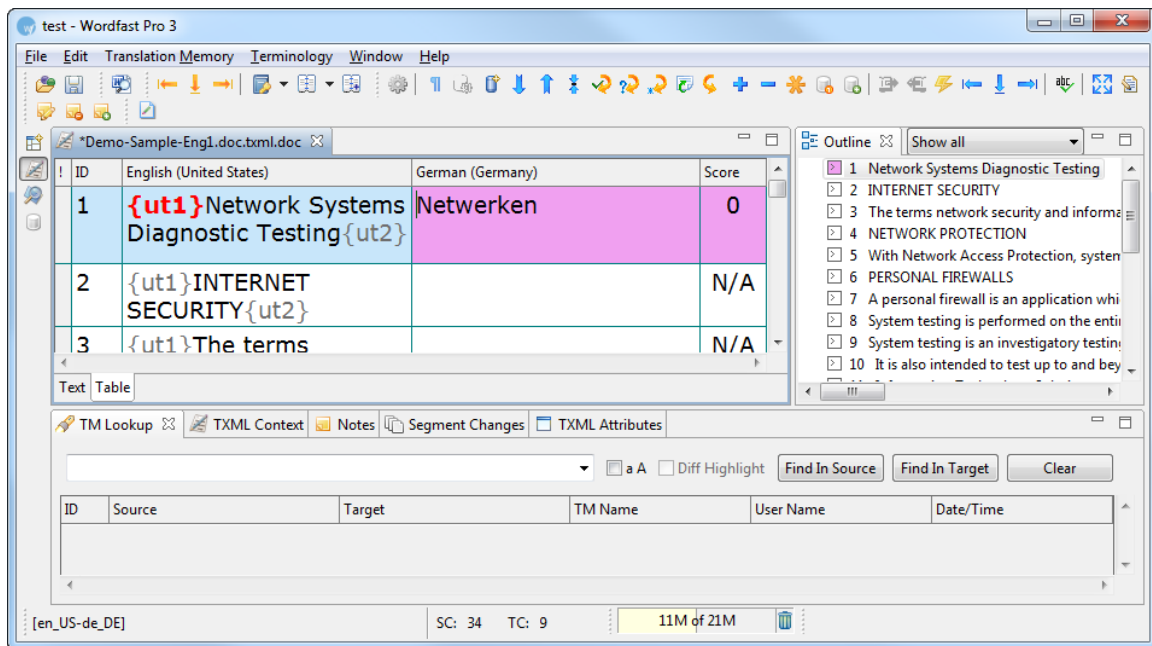 test - Wordfast Pro 3
File Edit Translation Memory Terminology Window Help
*Demo-Sample-Eng1.doc.txml.doc
! ID English (United States) German (Germany) Score
1 {ut1}Network Systems Netwerken 0
Diagnostic Testing{ut2}
2 {ut1}INTERNET N/A
SECURITY{ut2}
3 {ut1}The terms N/A
Text Table
Outline Show all
1 Network Systems Diagnostic Testing
2 INTERNET SECURITY
3 The terms network security and informa
4 NETWORK PROTECTION
5 With Network Access Protection, system
6 PERSONAL FIREWALLS
7 A personal firewall is an application whi
8 System testing is performed on the enti
9 System testing is an investigatory testing
10 It is also intended to test up to and bey
TM Lookup TXML Context Notes Segment Changes TXML Attributes
a A Diff Highlight Find In Source Find In Target Clear
ID Source Target TM Name User Name Date/Time
[en_US-de_DE] SC: 34 TC: 9 11M of 21M